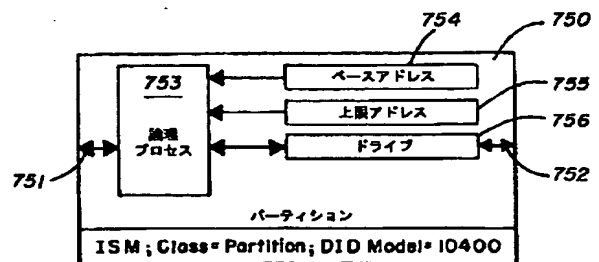 754
750
753
ベースアドレス
755
上限アドレス
756
論理
プロセス
ドライブ
751
752
パーティション
ISM; Class= Partition; DID Model= 10400